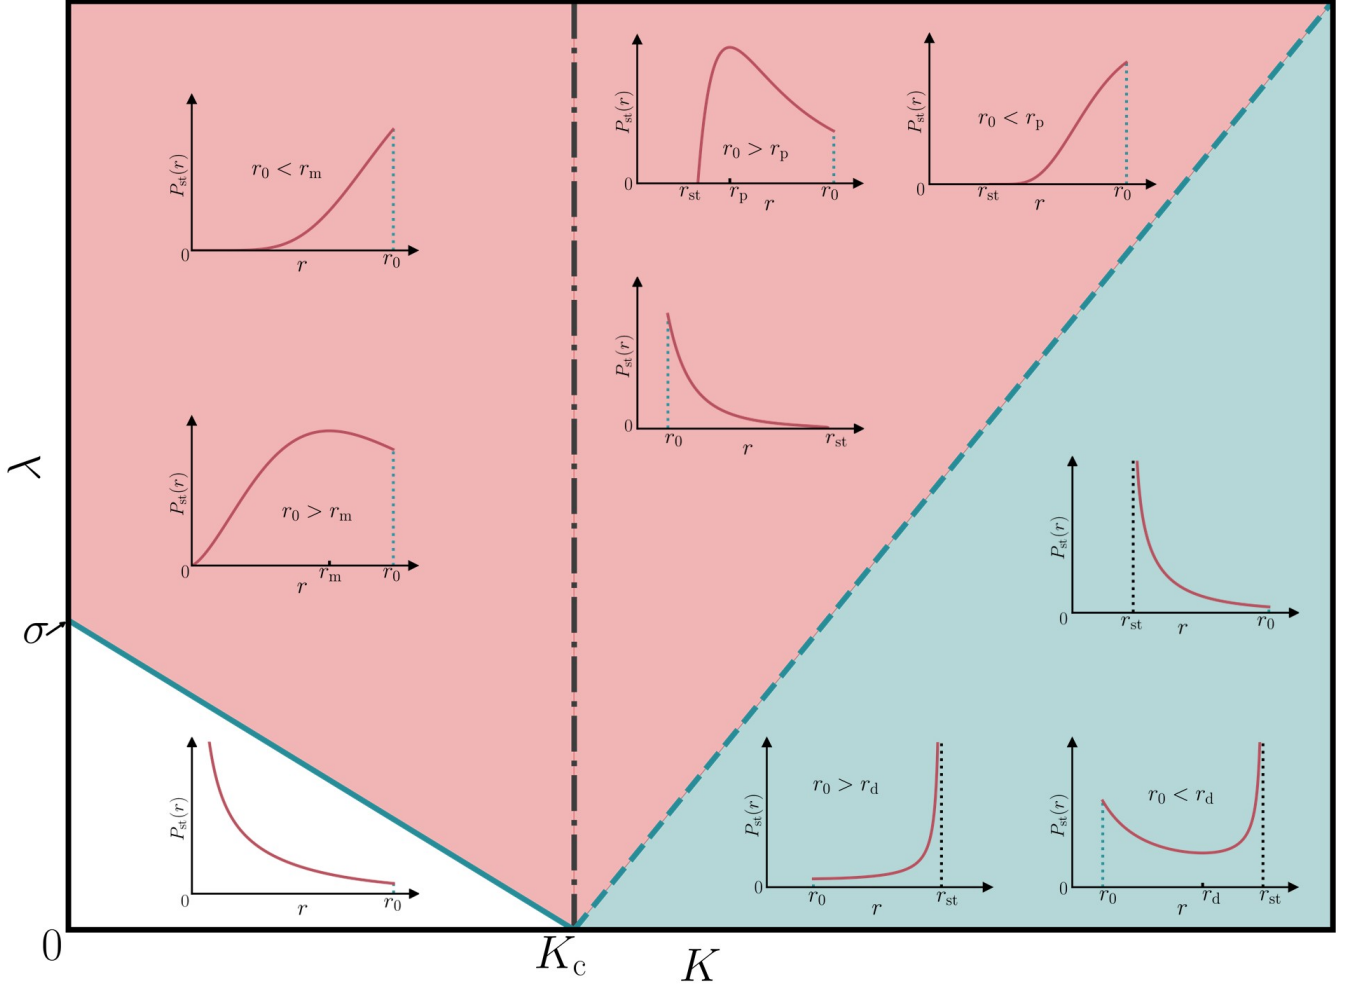 P_st(r)
r_0 < r_m
0
r
r_0
P_st(r)
r_0 > r_p
0
r_st
r_p
r
r_0
P_st(r)
r_0 < r_p
0
r_st
r
r_0
P_st(r)
0
r_0
r
r_st
λ
P_st(r)
r_0 > r_m
0
r
r_m
r_0
P_st(r)
0
r_st
r
r_0
σ
P_st(r)
0
r
r_0
P_st(r)
r_0 > r_d
0
r_0
r
r_st
P_st(r)
r_0 < r_d
0
r_0
r
r_d
r_st
0
K_c
K